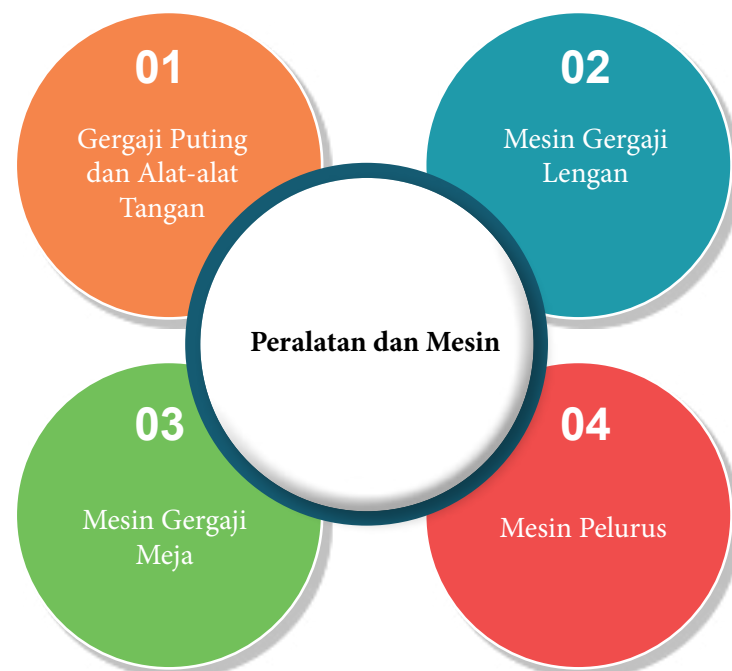 01
Gergaji Puting
dan Alat-alat
Tangan
02
Mesin Gergaji
Lengan
Peralatan dan Mesin
03
Mesin Gergaji
Meja
04
Mesin Pelurus